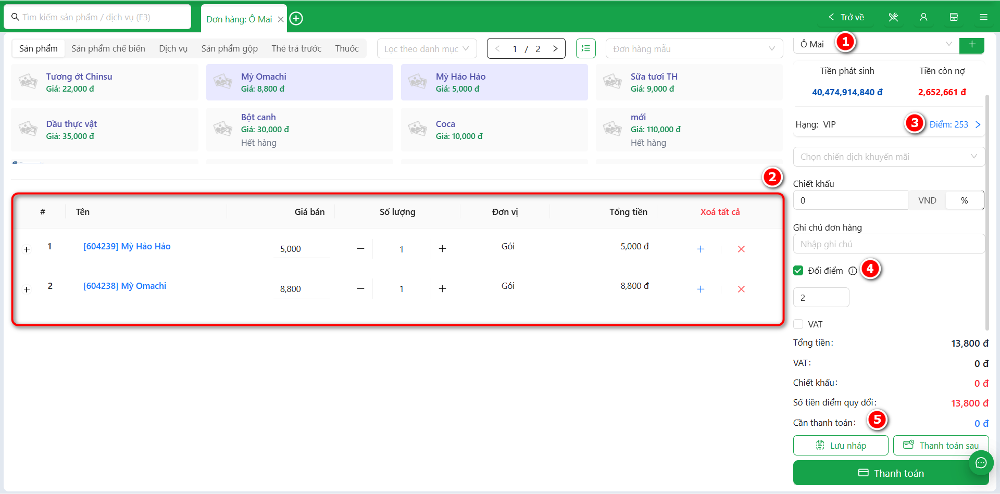 Tìm kiếm sản phẩm / dịch vụ (F3)
Đơn hàng: Ô Mai
Trở về
Sản phẩm
Sản phẩm chế biến
Dịch vụ
Sản phẩm gộp
Thẻ trả trước
Thuốc
Lọc theo danh mục
1 / 2
Đơn hàng mẫu
Ô Mai
1
Tương ớt Chinsu
Giá: 22,000 đ
Mỳ Omachi
Giá: 8,800 đ
Mỳ Hảo Hảo
Giá: 5,000 đ
Sữa tươi TH
Giá: 9,000 đ
Dầu thực vật
Giá: 35,000 đ
Bột canh
Giá: 30,000 đ
Hết hàng
Coca
Giá: 10,000 đ
mới
Giá: 110,000 đ
Hết hàng
Tiền phát sinh
Tiền còn nợ
40,474,914,840 đ
2,652,661 đ
Hạng: VIP
3
Điểm: 253
Chọn chiến dịch khuyến mãi
2
Chiết khấu
0
VND
%
Ghi chú đơn hàng
Nhập ghi chú
Đổi điểm
4
2
VAT
# Tên Giá bán Số lượng Đơn vị Tổng tiền Xoá tất cả
1 [604239] Mỳ Hảo Hảo 5,000 1 Gói 5,000 đ
2 [604238] Mỳ Omachi 8,800 1 Gói 8,800 đ
Tổng tiền: 13,800 đ
VAT: 0 đ
Chiết khấu: 0 đ
Số tiền điểm quy đổi: 13,800 đ
Cần thanh toán: 0 đ
5
Lưu nháp
Thanh toán sau
Thanh toán